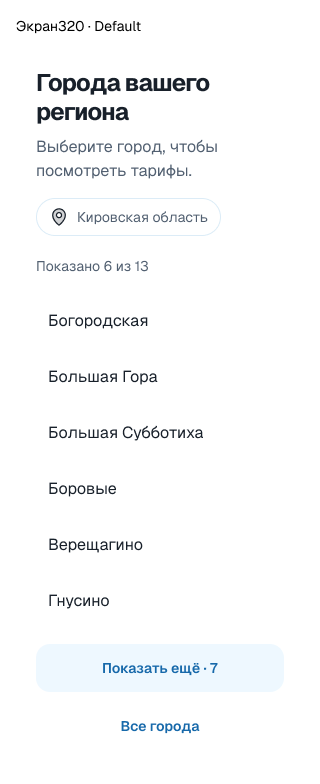 Экран320 · Default
Города вашего
региона
Выберите город, чтобы
посмотреть тарифы.
Кировская область
Показано 6 из 13
Богородская
Большая Гора
Большая Субботиха
Боровые
Верещагино
Гнусино
Показать ещё · 7
Все города